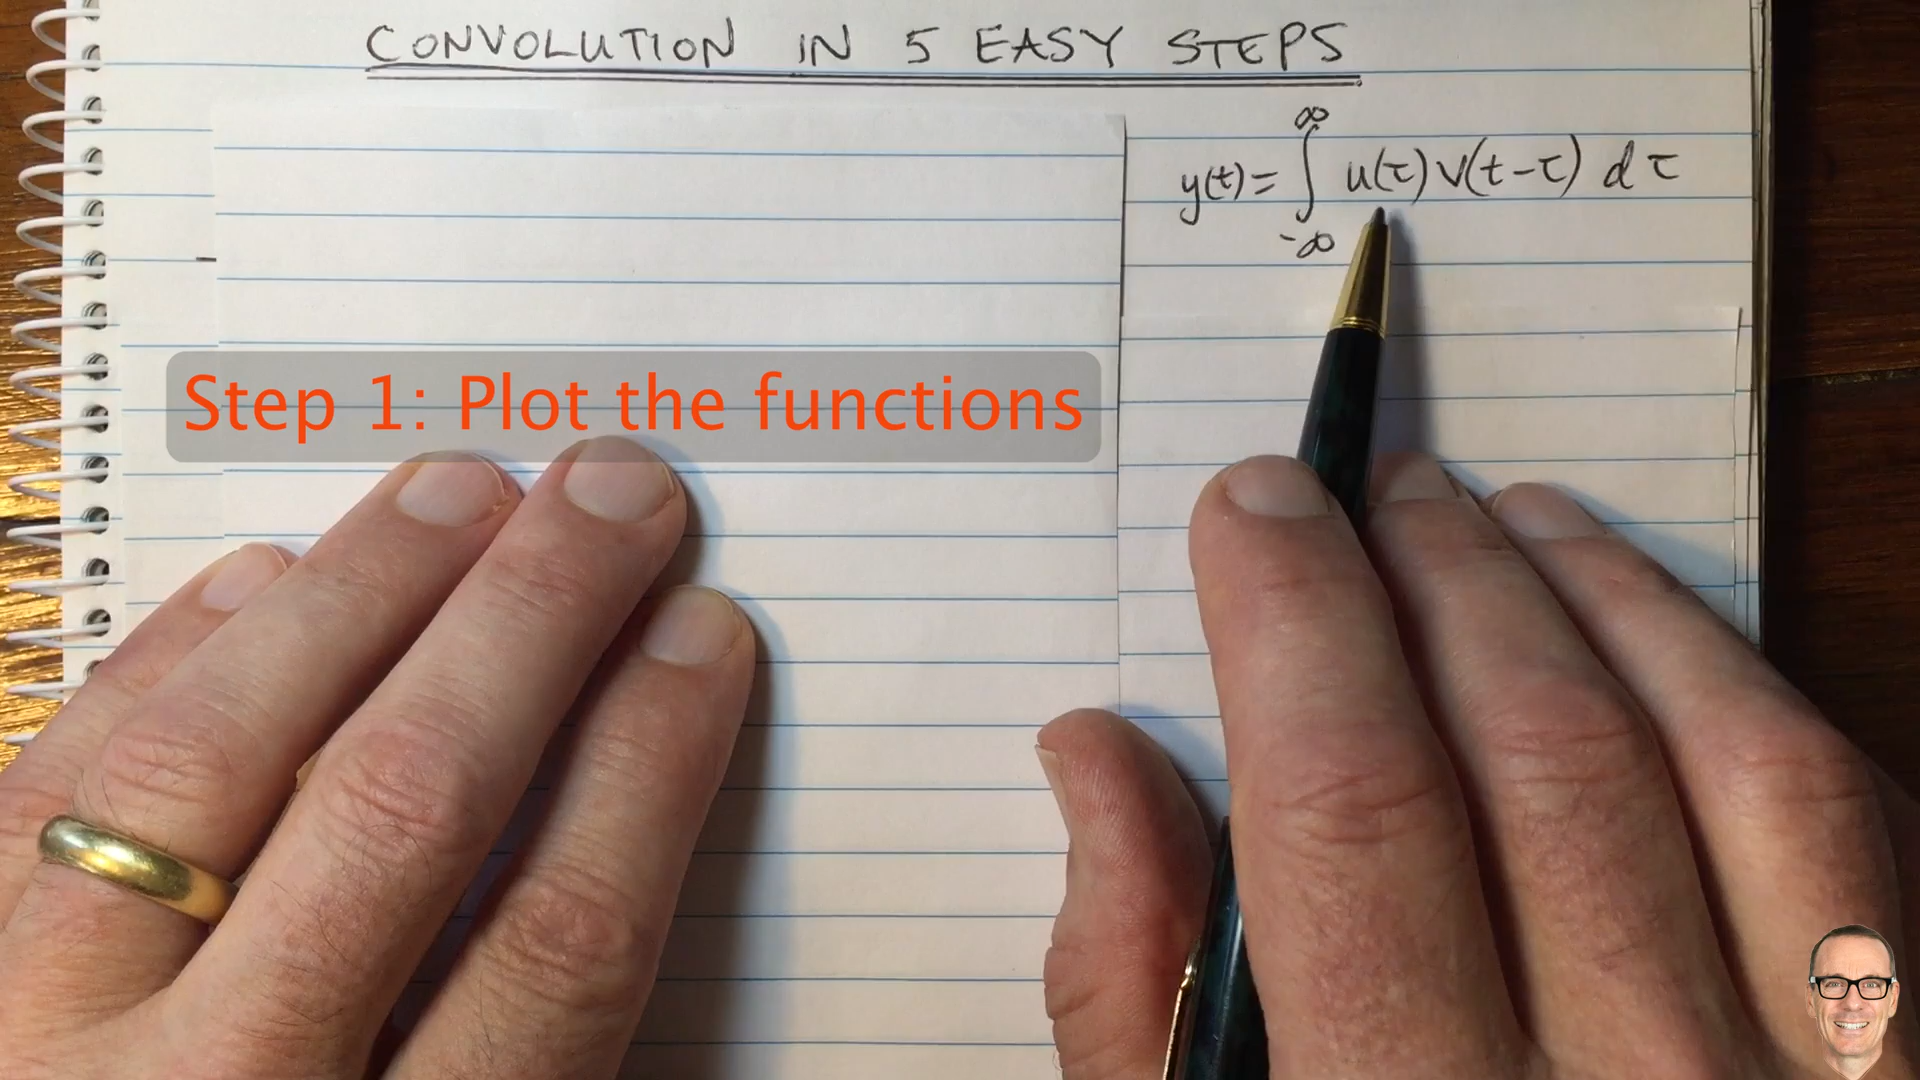 CONVOLUTION IN 5 EASY STEPS
y(t) = ∫_{-∞}^{∞} u(τ) v(t-τ) dτ
Step 1: Plot the functions